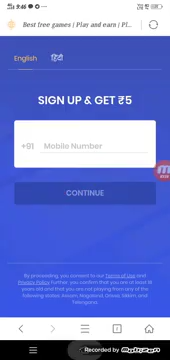 9:46
Best free games | Play and earn | Pl..
English हिंदी
SIGN UP & GET ₹5
+91 Mobile Number
CONTINUE
By proceeding, you consent to our Terms of Use and
Privacy Policy further you confirm that you are at least 18
years old and that you are not playing from any of the
following states: Assam, Nagaland, Orissa, Sikkim and
Telangana.
RECORDED WITH